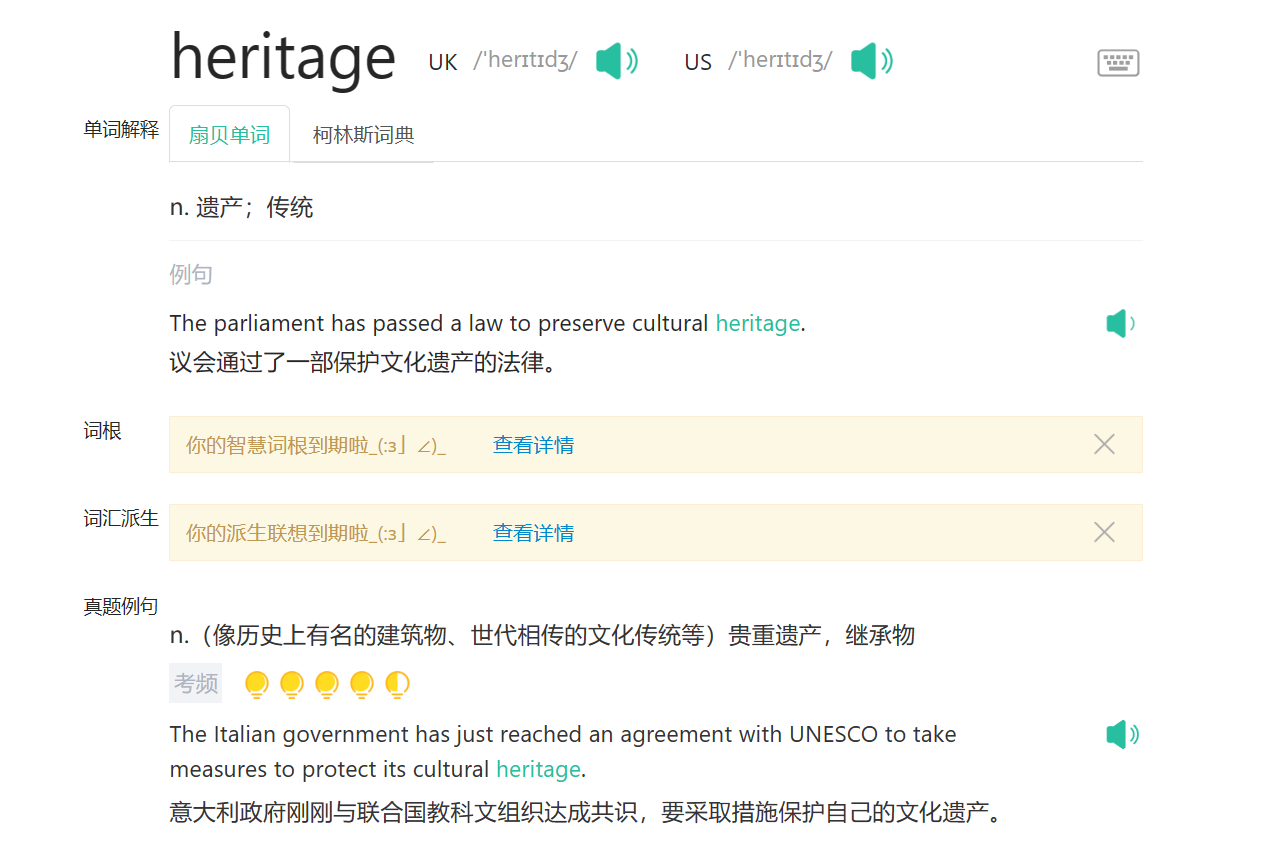 heritage UK /ˈherɪtɪdʒ/ US /ˈherɪtɪdʒ/
单词解释 扇贝单词 柯林斯词典
n. 遗产；传统
例句
The parliament has passed a law to preserve cultural heritage.
议会通过了一部保护文化遗产的法律。
词根 你的智慧词根到期啦_(:з」∠)_ 查看详情
词汇派生 你的派生联想到期啦_(:з」∠)_ 查看详情
真题例句
n.（像历史上有名的建筑物、世代相传的文化传统等）贵重遗产，继承物
考频
The Italian government has just reached an agreement with UNESCO to take
measures to protect its cultural heritage.
意大利政府刚刚与联合国教科文组织达成共识，要采取措施保护自己的文化遗产。